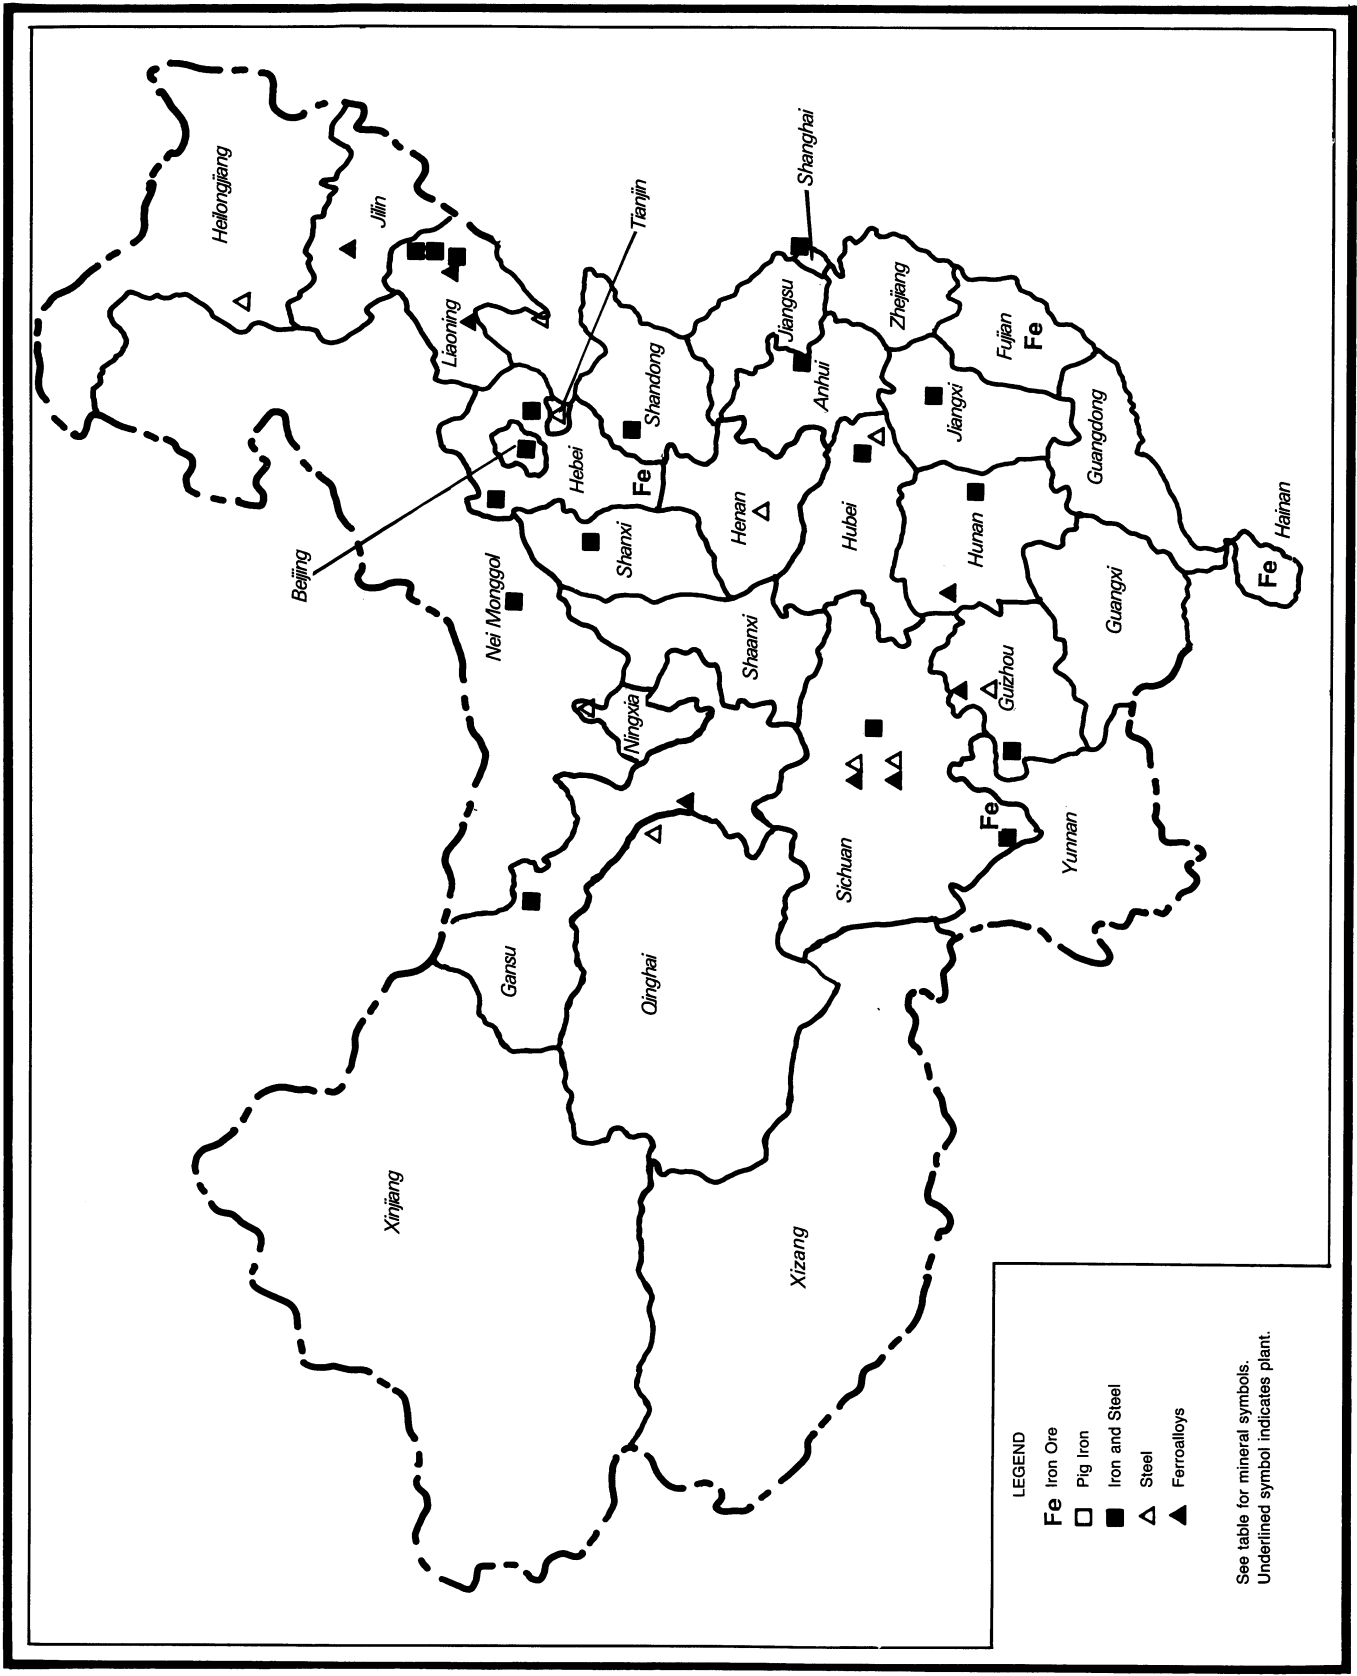 Heilongjiang
Jilin
Liaoning
Tianjin
Beijing
Shanghai
Hebei
Shandong
Jiangsu
Zhejiang
Anhui
Fujian
Fe
Jiangxi
Guangdong
Hainan
Fe
Fe
Shanxi
Henan
Hubei
Hunan
Guangxi
Nei Monggol
Shaanxi
Ningxia
Guizhou
Sichuan
Fe
Yunnan
Gansu
Qinghai
Xinjiang
Xizang
LEGEND
Fe Iron Ore
Pig Iron
Iron and Steel
Steel
Ferroalloys
See table for mineral symbols.
Underlined symbol indicates plant.